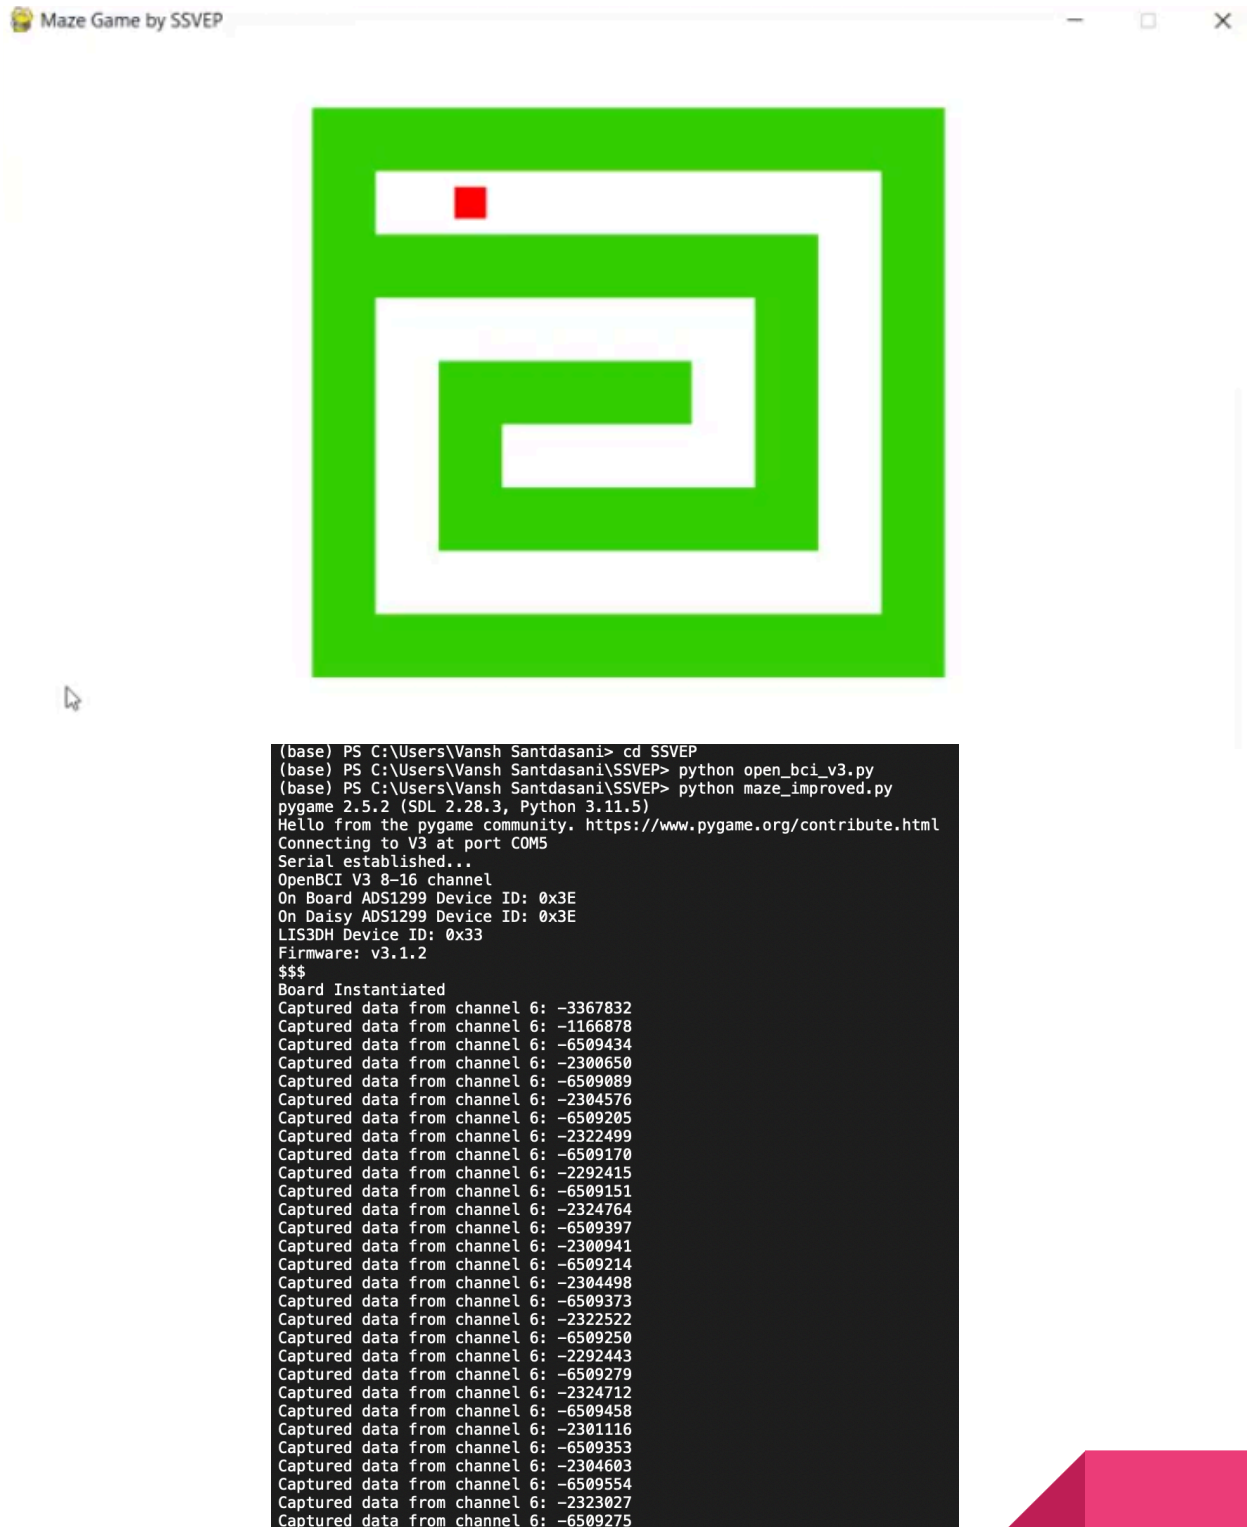 Maze Game by SSVEP
(base) PS C:\Users\Vansh Santdasani> cd SSVEP
(base) PS C:\Users\Vansh Santdasani\SSVEP> python open_bci_v3.py
(base) PS C:\Users\Vansh Santdasani\SSVEP> python maze_improved.py
pygame 2.5.2 (SDL 2.28.3, Python 3.11.5)
Hello from the pygame community. https://www.pygame.org/contribute.html
Connecting to V3 at port COM5
Serial established...
OpenBCI V3 8-16 channel
On Board ADS1299 Device ID: 0x3E
On Daisy ADS1299 Device ID: 0x3E
LIS3DH Device ID: 0x33
Firmware: v3.1.2
$$$
Board Instantiated
Captured data from channel 6: -3367832
Captured data from channel 6: -1166878
Captured data from channel 6: -6509434
Captured data from channel 6: -2300650
Captured data from channel 6: -6509089
Captured data from channel 6: -2304576
Captured data from channel 6: -6509205
Captured data from channel 6: -2322499
Captured data from channel 6: -6509170
Captured data from channel 6: -2292415
Captured data from channel 6: -6509151
Captured data from channel 6: -2324764
Captured data from channel 6: -6509397
Captured data from channel 6: -2300941
Captured data from channel 6: -6509214
Captured data from channel 6: -2304498
Captured data from channel 6: -6509373
Captured data from channel 6: -2322522
Captured data from channel 6: -6509250
Captured data from channel 6: -2292443
Captured data from channel 6: -6509279
Captured data from channel 6: -2324712
Captured data from channel 6: -6509458
Captured data from channel 6: -2301116
Captured data from channel 6: -6509353
Captured data from channel 6: -2304603
Captured data from channel 6: -6509554
Captured data from channel 6: -2323027
Captured data from channel 6: -6509275